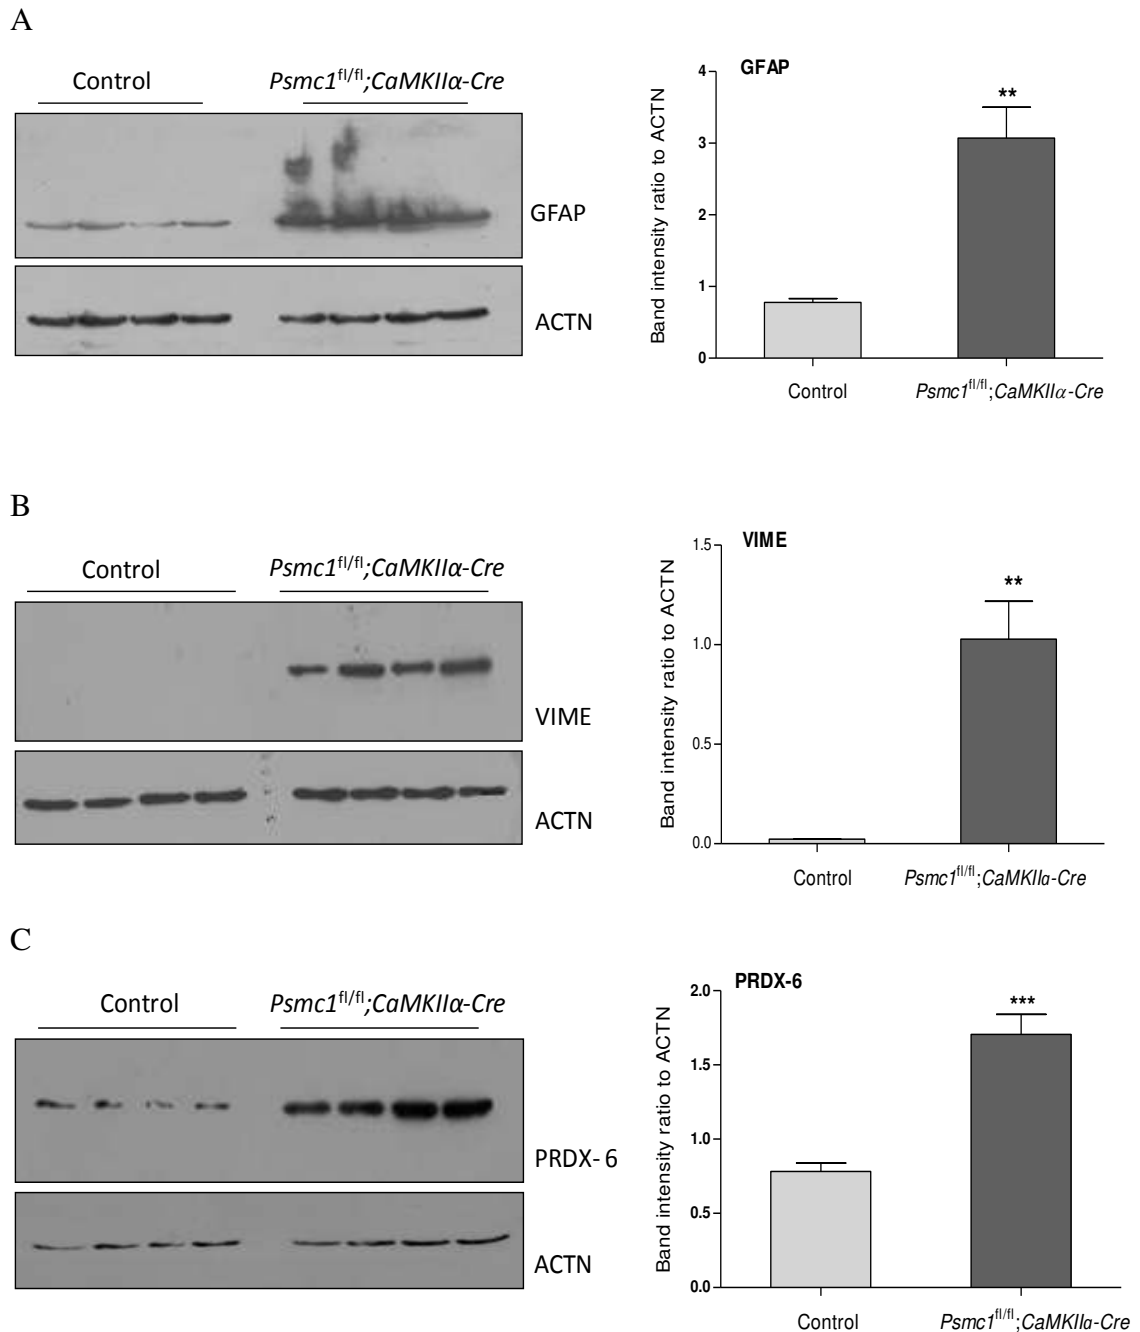 A
Control Psmc1fl/fl;CaMKIIα-Cre
GFAP
ACTN
GFAP
**
Band intensity ratio to ACTN
4
3
2
1
0
Control Psmc1fl/fl;CaMKIIα-Cre
B
Control Psmc1fl/fl;CaMKIIα-Cre
VIME
ACTN
VIME
**
Band intensity ratio to ACTN
1.5
1.0
0.5
0.0
Control Psmc1fl/fl;CaMKIIα-Cre
C
Control Psmc1fl/fl;CaMKIIα-Cre
PRDX- 6
ACTN
PRDX-6
***
Band intensity ratio to ACTN
2.0
1.5
1.0
0.5
0.0
Control Psmc1fl/fl;CaMKIIα-Cre